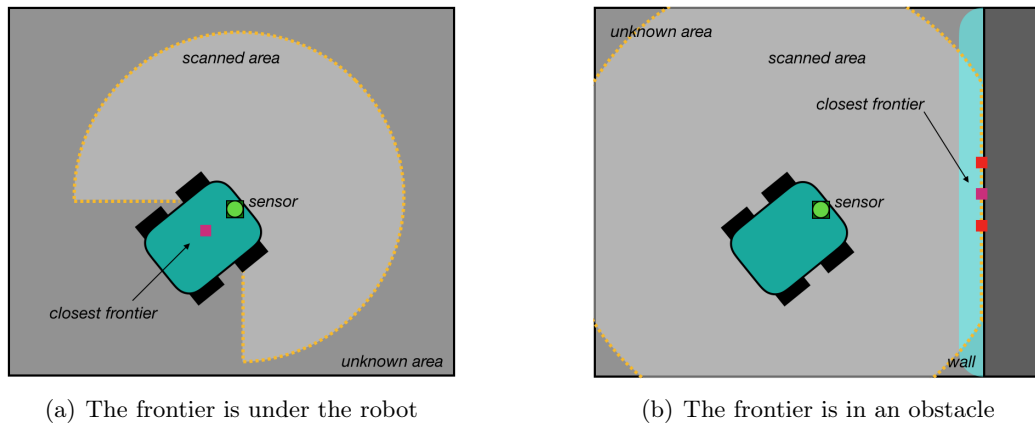 scanned area
sensor
closest frontier
unknown area
(a) The frontier is under the robot
unknown area
scanned area
closest frontier
sensor
wall
(b) The frontier is in an obstacle